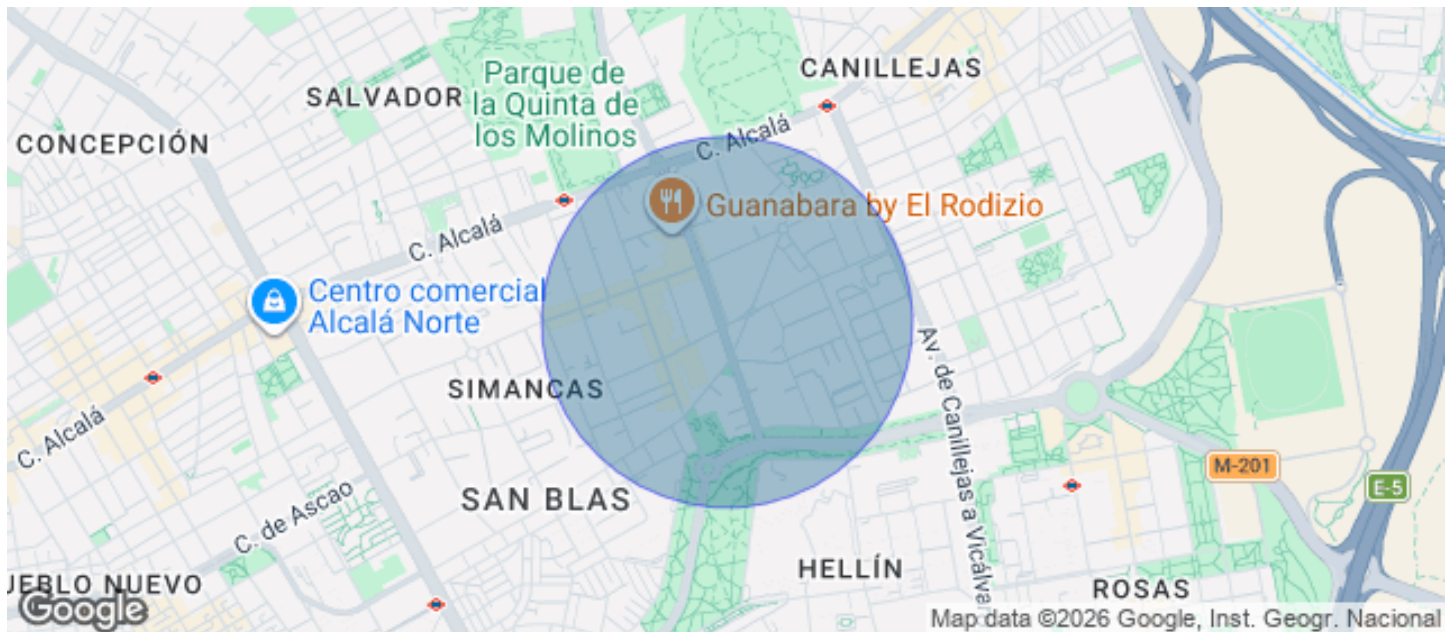 CANILLEJAS
Parque de
la Quinta de
los Molinos
SALVADOR
CONCEPCIÓN
C. Alcalá
Guanabara by El Rodizio
C. Alcalá
Centro comercial
Alcalá Norte
SIMANCAS
Av. de Canillejas a Vicálva
C. Alcalá
M-201
E-5
SAN BLAS
C. de Ascao
HELLÍN
UEBLO NUEVO
ROSAS
Google
Map data ©2026 Google, Inst. Geogr. Nacional